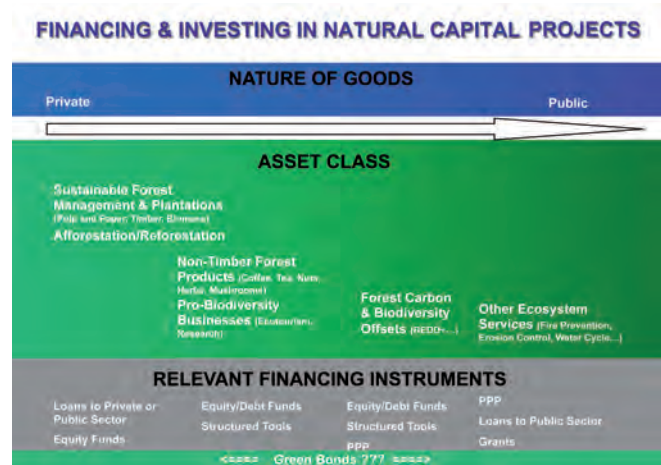 FINANCING & INVESTING IN NATURAL CAPITAL PROJECTS
NATURE OF GOODS
Private
Public
ASSET CLASS
Sustainable Forest
Management & Plantations
(Pulp and Paper, Timber, Biomass)
Afforestation/Reforestation
Non-Timber Forest
Products (Coffee, Tea, Nuts,
Herbs, Mushrooms)
Pro-Biodiversity
Businesses (Ecotourism,
Research)
Forest Carbon
& Biodiversity
Offsets (REDD+...)
Other Ecosystem
Services (Fire Prevention,
Erosion Control, Water Cycle...)
RELEVANT FINANCING INSTRUMENTS
Loans to Private or
Public Sector
Equity Funds
Equity/Debt Funds
Structured Tools
Equity/Debt Funds
Structured Tools
PPP
PPP
Loans to Public Sector
Grants
<==== Green Bonds ??? ====>